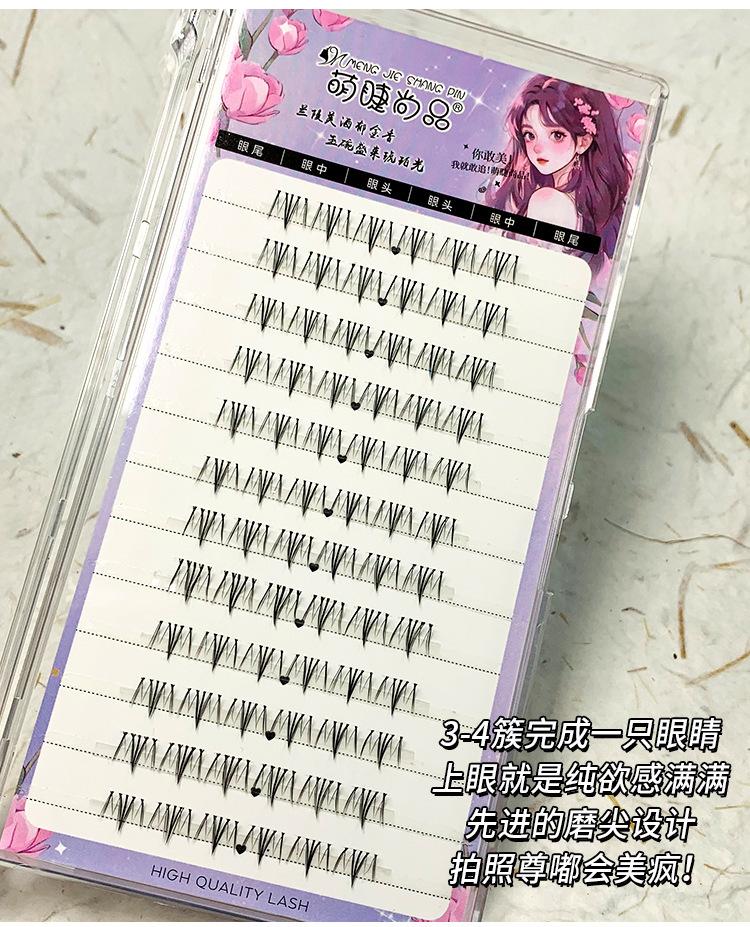 MENG JIE SHANG PIN
萌睫尚品®
兰陵美酒郁金香
玉碗盛来琥珀光
你敢美!
我就敢追!萌睫尚品!
眼尾 眼中 眼头 眼头 眼中 眼尾
3-4簇完成一只眼睛
上眼就是纯欲感满满
先进的磨尖设计
拍照尊嘟会美疯!
HIGH QUALITY LASH